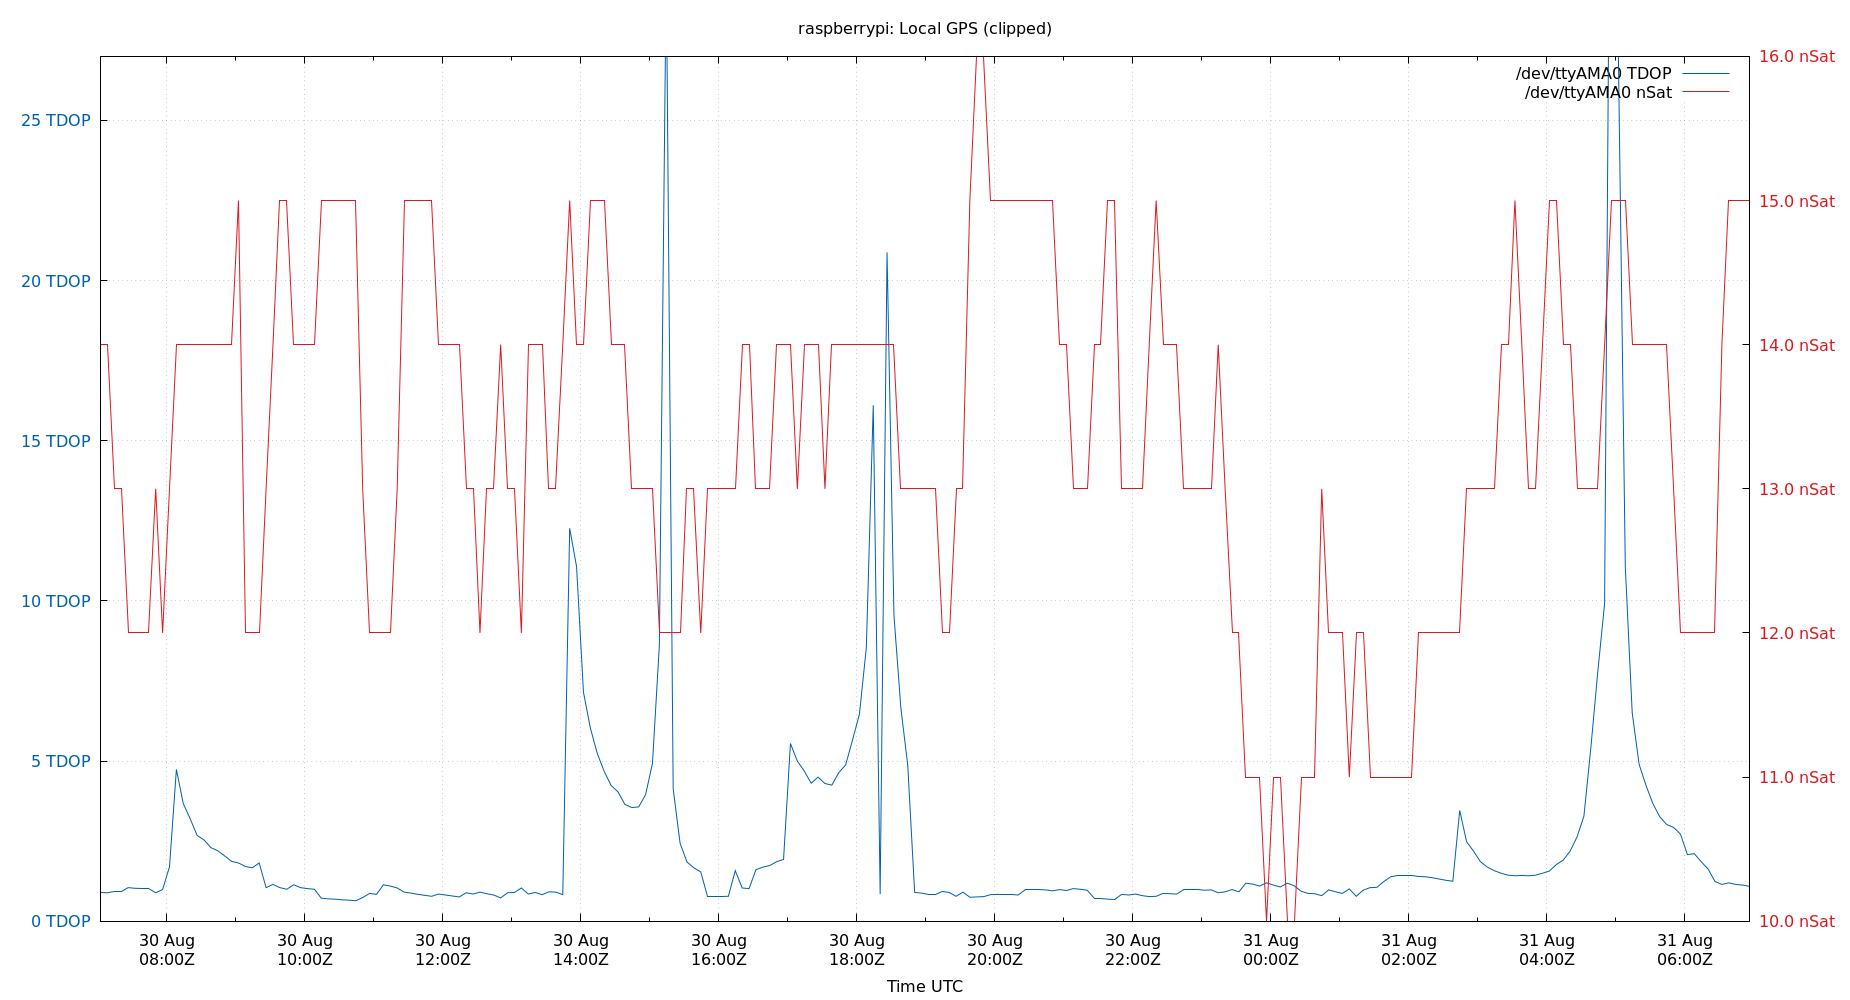 raspberrypi: Local GPS (clipped)
/dev/ttyAMA0 TDOP
/dev/ttyAMA0 nSat
25 TDOP
20 TDOP
15 TDOP
10 TDOP
5 TDOP
0 TDOP
16.0 nSat
15.0 nSat
14.0 nSat
13.0 nSat
12.0 nSat
11.0 nSat
10.0 nSat
30 Aug 30 Aug 30 Aug 30 Aug 30 Aug 30 Aug 30 Aug 30 Aug 31 Aug 31 Aug 31 Aug 31 Aug
08:00Z 10:00Z 12:00Z 14:00Z 16:00Z 18:00Z 20:00Z 22:00Z 00:00Z 02:00Z 04:00Z 06:00Z
Time UTC